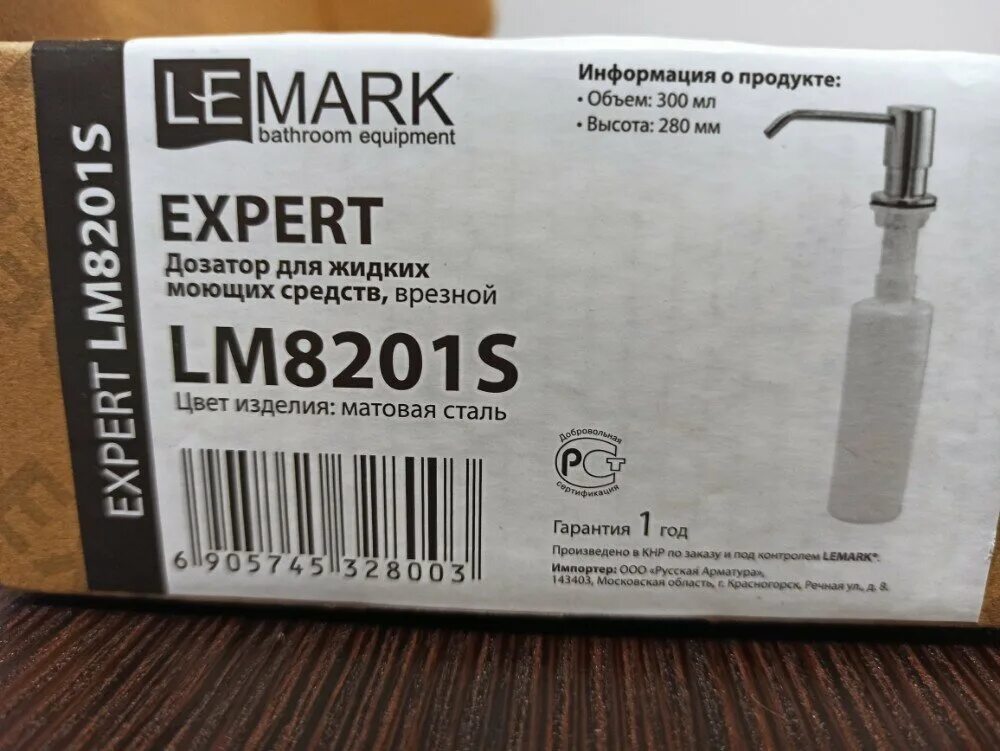 EXPERT LM8201S
LEMARK
bathroom equipment
EXPERT
Дозатор для жидких
моющих средств, врезной
LM8201S
Цвет изделия: матовая сталь
6 905745 328003
Информация о продукте:
• Объем: 300 мл
• Высота: 280 мм
Добровольная
РСТ
сертификация
Гарантия 1 год
Произведено в КНР по заказу и под контролем LEMARK®.
Импортер: ООО «Русская Арматура»,
143403, Московская область, г. Красногорск, Речная ул., д. 8.